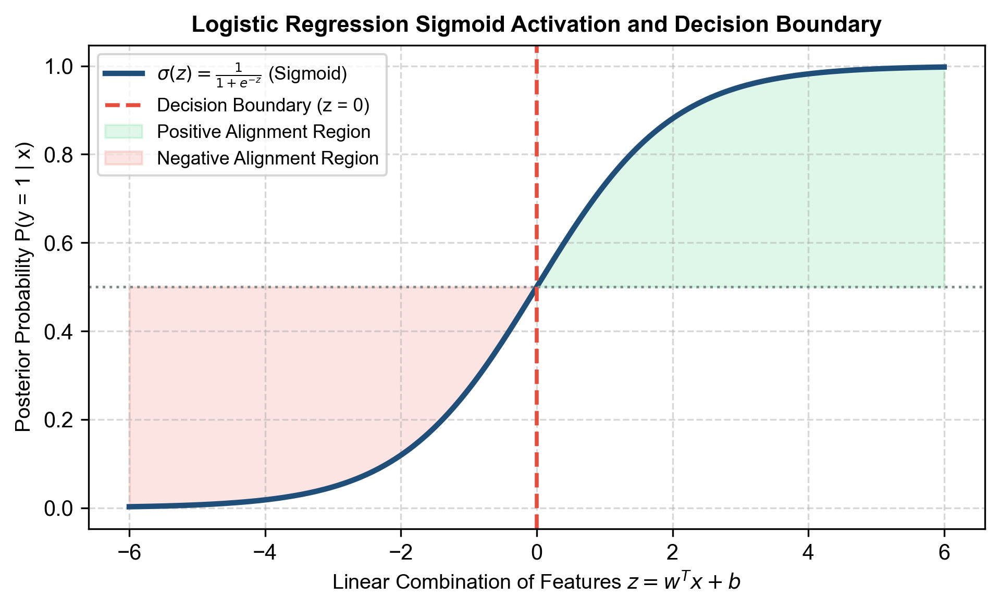 Logistic Regression Sigmoid Activation and Decision Boundary
σ(z) = 1/(1 + e^{−z}) (Sigmoid)
Decision Boundary (z = 0)
Positive Alignment Region
Negative Alignment Region
Posterior Probability P(y = 1 | x)
1.0
0.8
0.6
0.4
0.2
0.0
−6 −4 −2 0 2 4 6
Linear Combination of Features z = w^T x + b